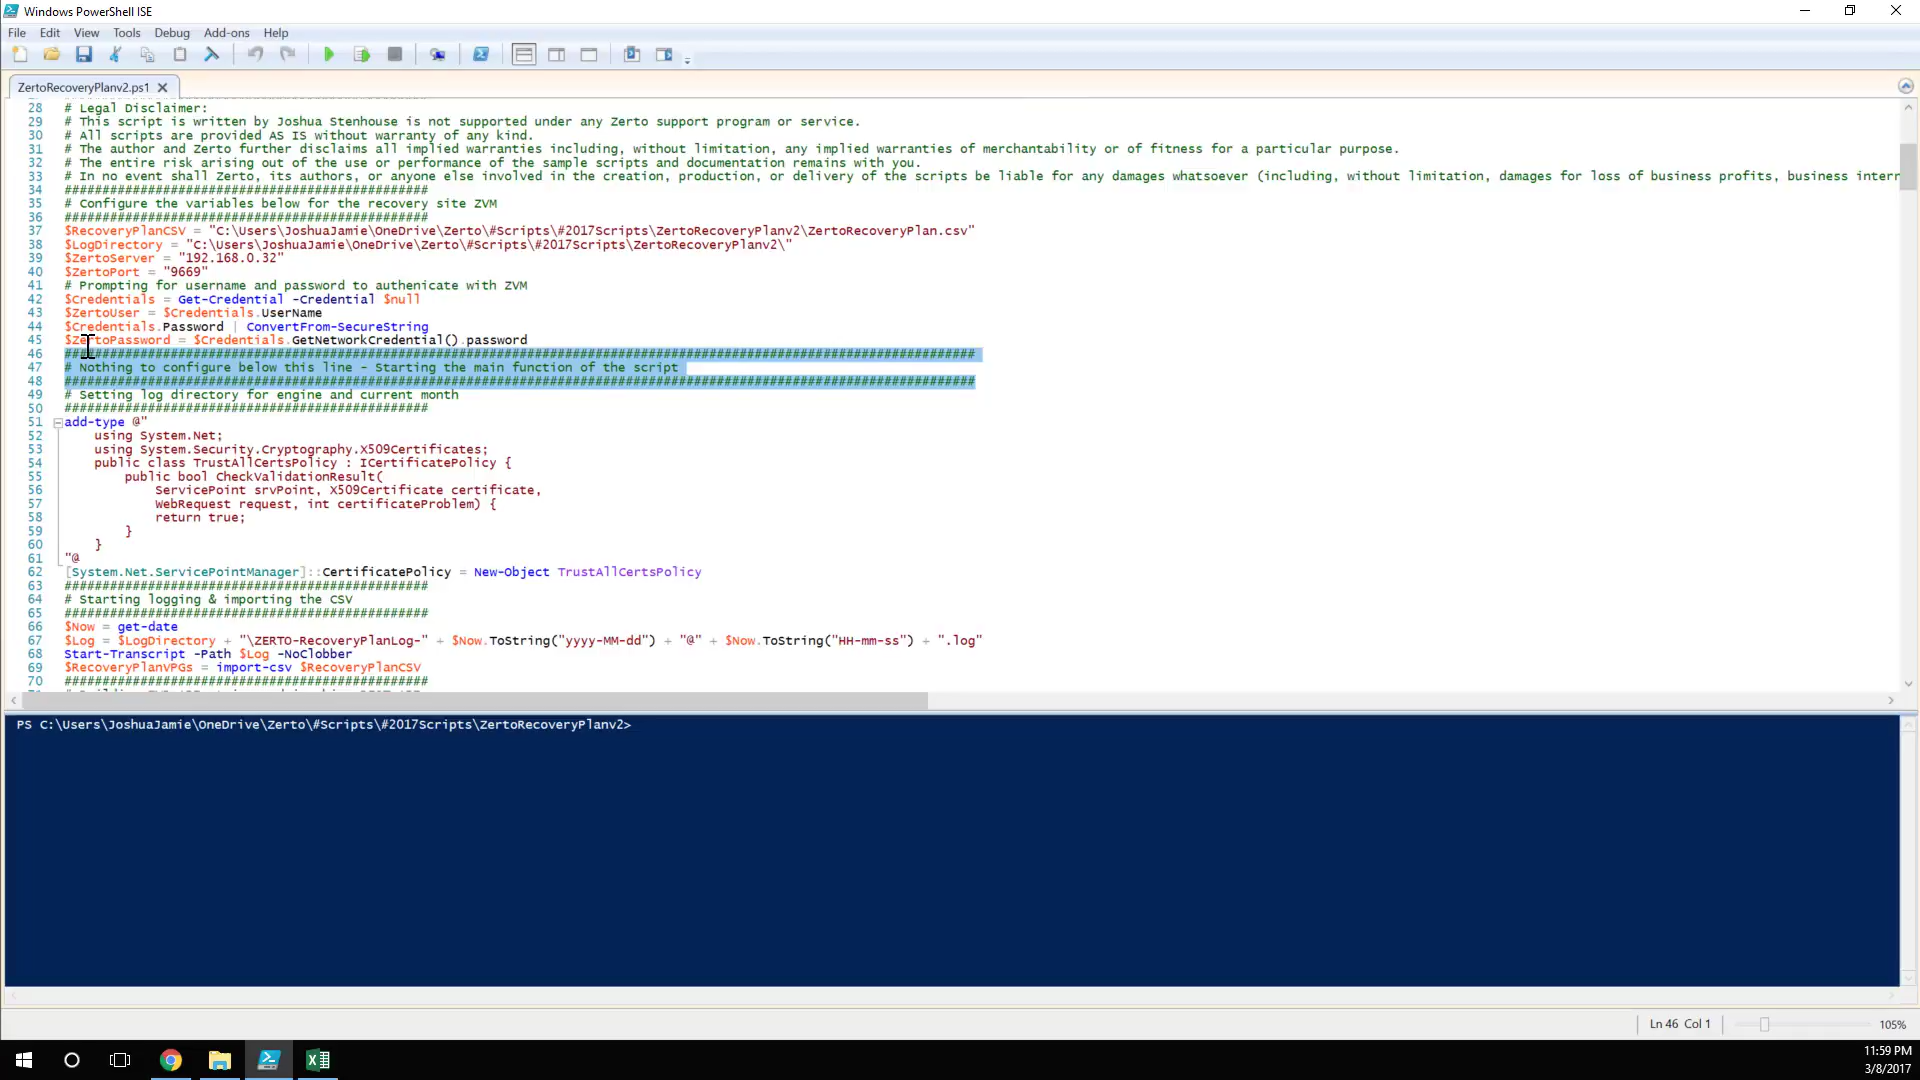 Windows PowerShell ISE
File Edit View Tools Debug Add-ons Help
ZertoRecoveryPlanv2.ps1
28 # Legal Disclaimer:
29 # This script is written by Joshua Stenhouse is not supported under any Zerto support program or service.
30 # All scripts are provided AS IS without warranty of any kind.
31 # The author and Zerto further disclaims all implied warranties including, without limitation, any implied warranties of merchantability or of fitness for a particular purpose.
32 # The entire risk arising out of the use or performance of the sample scripts and documentation remains with you.
33 # In no event shall Zerto, its authors, or anyone else involved in the creation, production, or delivery of the scripts be liable for any damages whatsoever (including, without limitation, damages for loss of business profits, business interr
34 ################################################
35 # Configure the variables below for the recovery site ZVM
36 ################################################
37 $RecoveryPlanCSV = "C:\Users\JoshuaJamie\OneDrive\Zerto\#Scripts\#2017Scripts\ZertoRecoveryPlanv2\ZertoRecoveryPlan.csv"
38 $LogDirectory = "C:\Users\JoshuaJamie\OneDrive\Zerto\#Scripts\#2017Scripts\ZertoRecoveryPlanv2\"
39 $ZertoServer = "192.168.0.32"
40 $ZertoPort = "9669"
41 # Prompting for username and password to authenicate with ZVM
42 $Credentials = Get-Credential -Credential $null
43 $ZertoUser = $Credentials.UserName
44 $Credentials.Password | ConvertFrom-SecureString
45 $ZertoPassword = $Credentials.GetNetworkCredential().password
46 ########################################################################################################################
47 # Nothing to configure below this line - Starting the main function of the script
48 ########################################################################################################################
49 # Setting log directory for engine and current month
50 ################################################
51 add-type @"
52 using System.Net;
53 using System.Security.Cryptography.X509Certificates;
54 public class TrustAllCertsPolicy : ICertificatePolicy {
55 public bool CheckValidationResult(
56 ServicePoint srvPoint, X509Certificate certificate,
57 WebRequest request, int certificateProblem) {
58 return true;
59 }
60 }
61 "@
62 [System.Net.ServicePointManager]::CertificatePolicy = New-Object TrustAllCertsPolicy
63 ################################################
64 # Starting logging & importing the CSV
65 ################################################
66 $Now = get-date
67 $Log = $LogDirectory + "\ZERTO-RecoveryPlanLog-" + $Now.ToString("yyyy-MM-dd") + "@" + $Now.ToString("HH-mm-ss") + ".log"
68 Start-Transcript -Path $Log -NoClobber
69 $RecoveryPlanVPGs = import-csv $RecoveryPlanCSV
70 ################################################
PS C:\Users\JoshuaJamie\OneDrive\Zerto\#Scripts\#2017Scripts\ZertoRecoveryPlanv2>
Ln 46 Col 1
105%
11:59 PM
3/8/2017